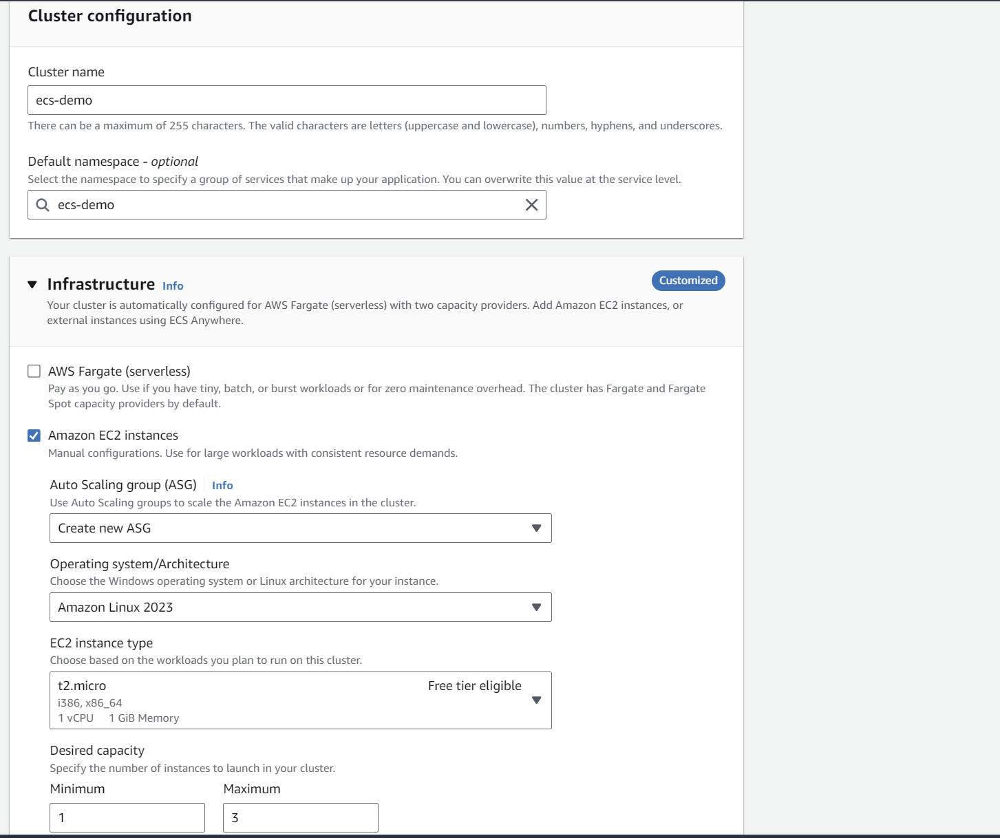 Cluster configuration
Cluster name
ecs-demo
There can be a maximum of 255 characters. The valid characters are letters (uppercase and lowercase), numbers, hyphens, and underscores.
Default namespace - optional
Select the namespace to specify a group of services that make up your application. You can overwrite this value at the service level.
ecs-demo
Infrastructure Info
Customized
Your cluster is automatically configured for AWS Fargate (serverless) with two capacity providers. Add Amazon EC2 instances, or
external instances using ECS Anywhere.
AWS Fargate (serverless)
Pay as you go. Use if you have tiny, batch, or burst workloads or for zero maintenance overhead. The cluster has Fargate and Fargate
Spot capacity providers by default.
Amazon EC2 instances
Manual configurations. Use for large workloads with consistent resource demands.
Auto Scaling group (ASG) Info
Use Auto Scaling groups to scale the Amazon EC2 instances in the cluster.
Create new ASG
Operating system/Architecture
Choose the Windows operating system or Linux architecture for your instance.
Amazon Linux 2023
EC2 instance type
Choose based on the workloads you plan to run on this cluster.
t2.micro Free tier eligible
i386, x86_64
1 vCPU 1 GiB Memory
Desired capacity
Specify the number of instances to launch in your cluster.
Minimum Maximum
1 3